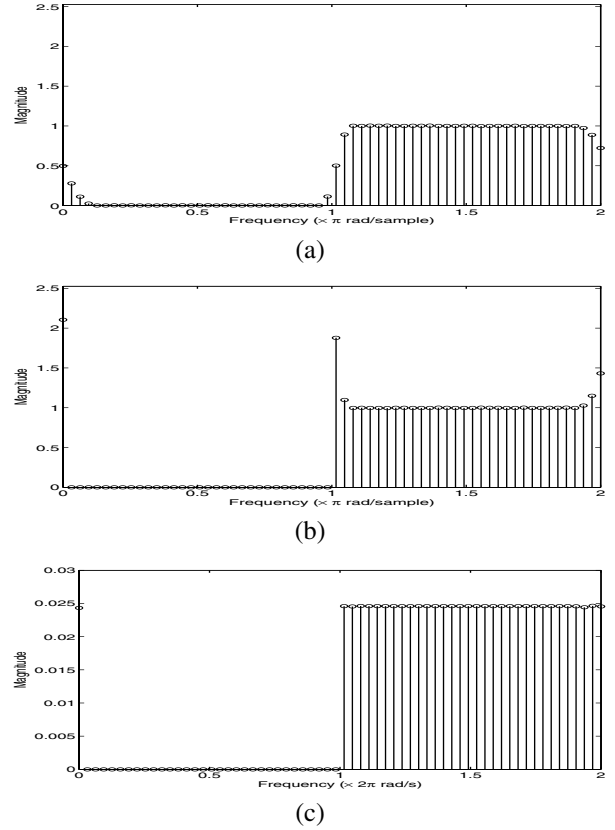 2.5
2
1.5
1
0.5
0
Magnitude
0 0.5 1 1.5 2
Frequency (× π rad/sample)
(a)
2.5
2
1.5
1
0.5
0
Magnitude
0 0.5 1 1.5 2
Frequency (× π rad/sample)
(b)
0.03
0.025
0.02
0.015
0.01
0.005
0
Magnitude
0 0.5 1 1.5 2
Frequency (× 2π rad/s)
(c)